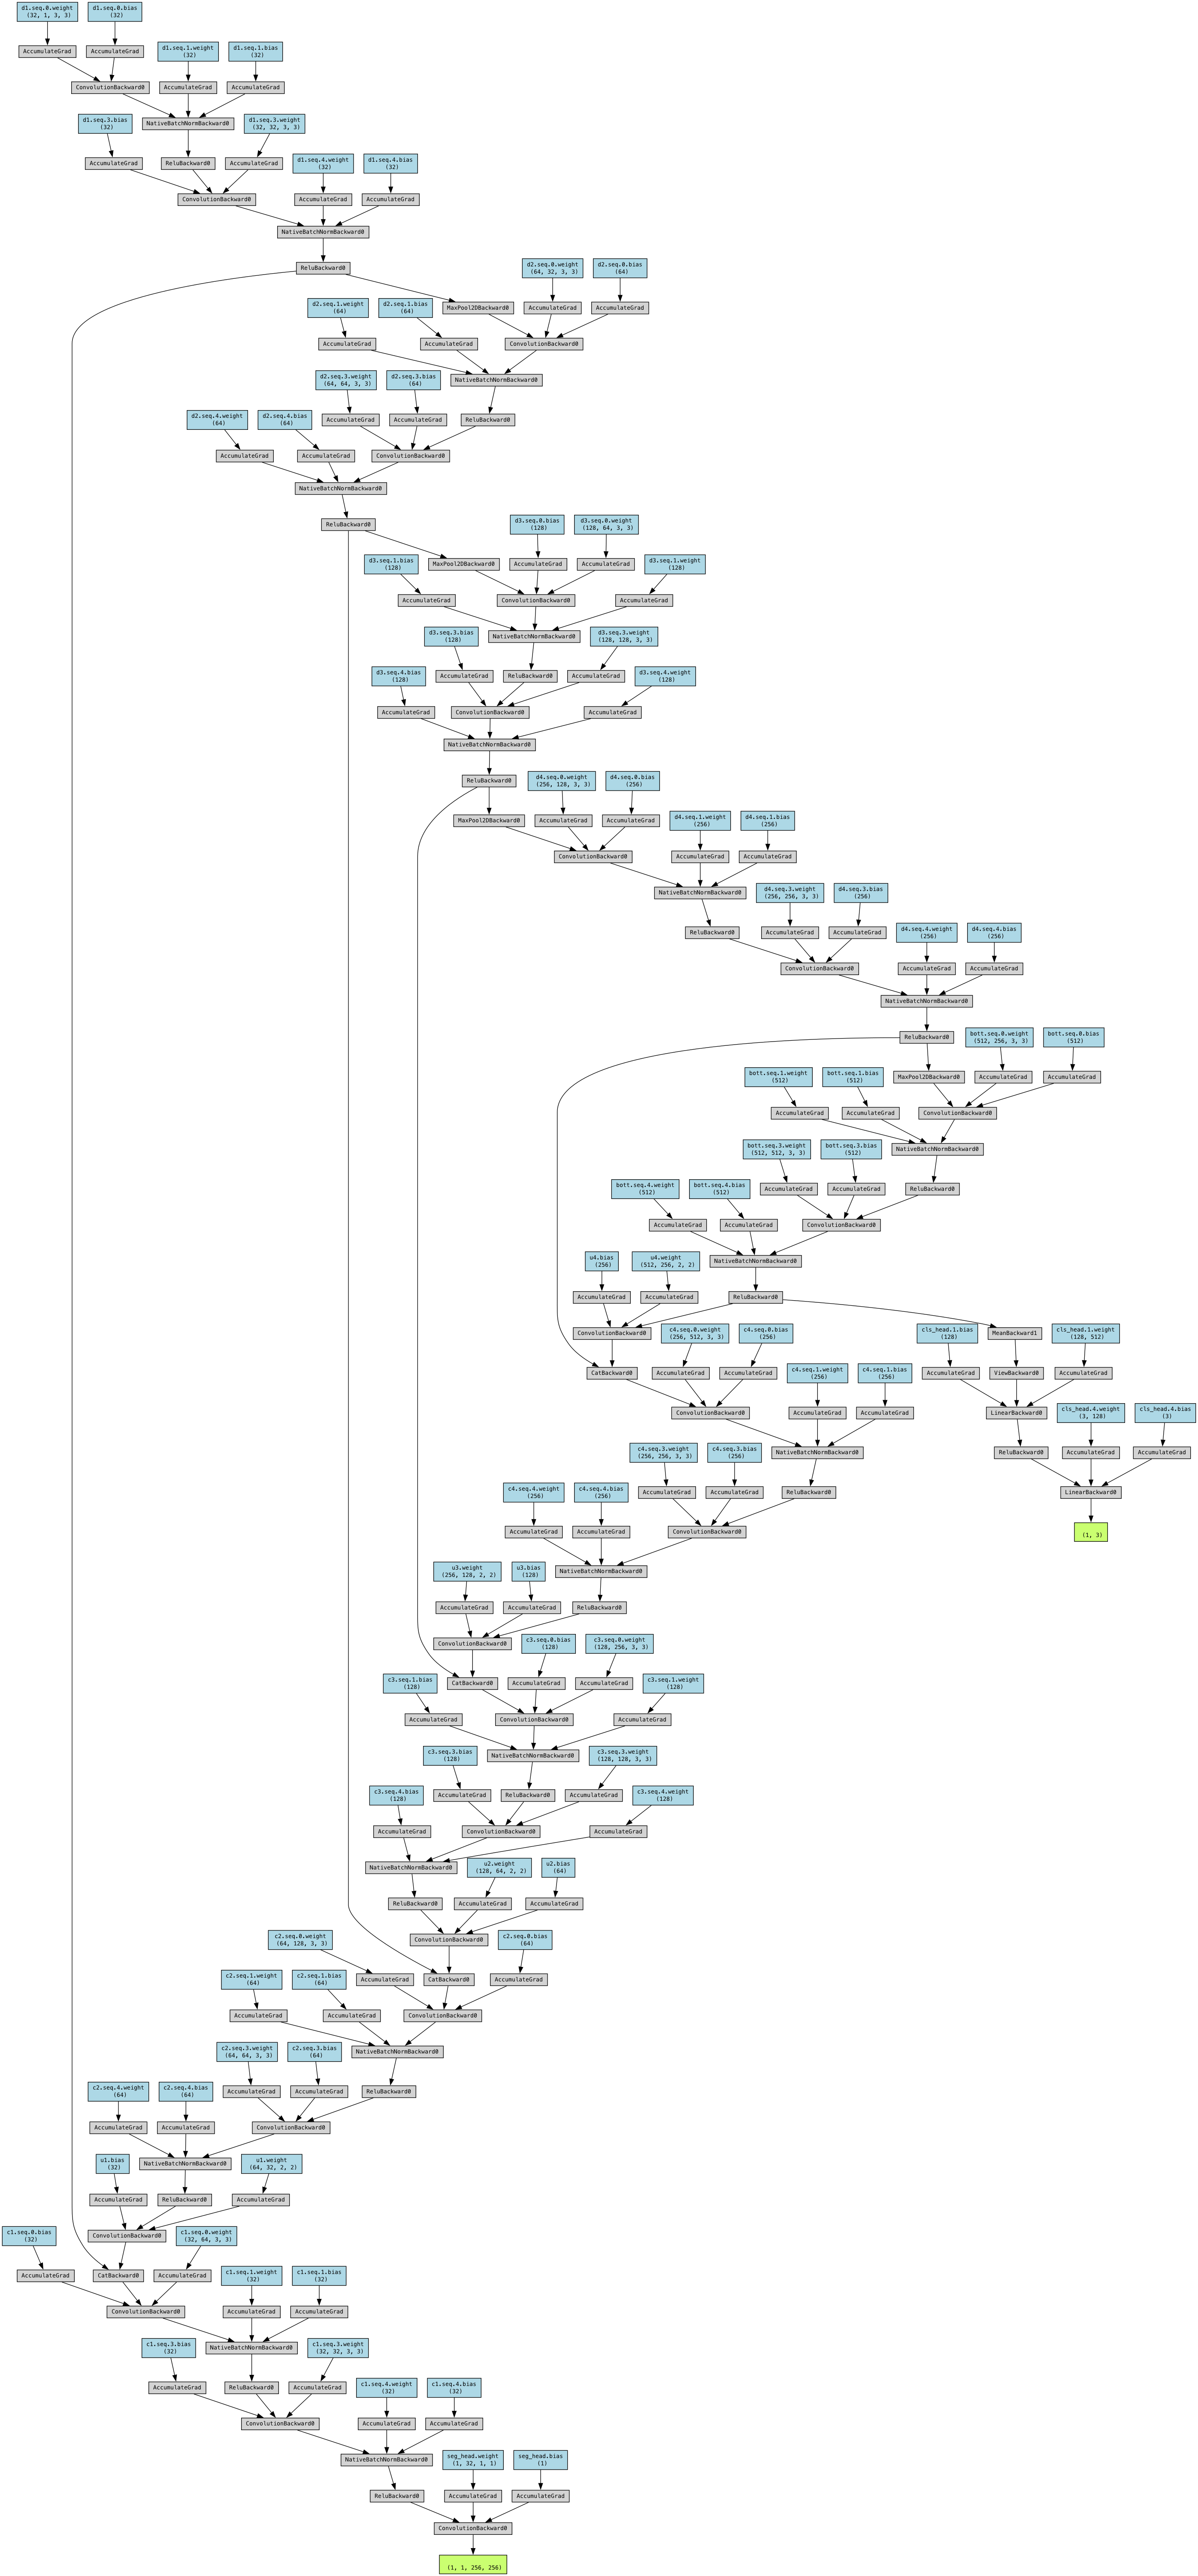 d1.seq.0.weight
(32, 1, 3, 3)
d1.seq.0.bias
(32)
AccumulateGrad
AccumulateGrad
d1.seq.1.weight
(32)
d1.seq.1.bias
(32)
ConvolutionBackward0
AccumulateGrad
AccumulateGrad
d1.seq.3.bias
(32)
NativeBatchNormBackward0
d1.seq.3.weight
(32, 32, 3, 3)
AccumulateGrad
ReluBackward0
AccumulateGrad
d1.seq.4.weight
(32)
d1.seq.4.bias
(32)
ConvolutionBackward0
AccumulateGrad
AccumulateGrad
NativeBatchNormBackward0
ReluBackward0
d2.seq.0.weight
(64, 32, 3, 3)
d2.seq.0.bias
(64)
d2.seq.1.weight
(64)
d2.seq.1.bias
(64)
MaxPool2DBackward0
AccumulateGrad
AccumulateGrad
AccumulateGrad
AccumulateGrad
ConvolutionBackward0
d2.seq.3.weight
(64, 64, 3, 3)
d2.seq.3.bias
(64)
NativeBatchNormBackward0
d2.seq.4.weight
(64)
d2.seq.4.bias
(64)
AccumulateGrad
AccumulateGrad
ReluBackward0
AccumulateGrad
AccumulateGrad
ConvolutionBackward0
NativeBatchNormBackward0
ReluBackward0
d3.seq.0.bias
(128)
d3.seq.0.weight
(128, 64, 3, 3)
d3.seq.1.bias
(128)
MaxPool2DBackward0
AccumulateGrad
AccumulateGrad
d3.seq.1.weight
(128)
AccumulateGrad
ConvolutionBackward0
AccumulateGrad
d3.seq.3.bias
(128)
NativeBatchNormBackward0
d3.seq.3.weight
(128, 128, 3, 3)
d3.seq.4.bias
(128)
AccumulateGrad
ReluBackward0
AccumulateGrad
d3.seq.4.weight
(128)
AccumulateGrad
ConvolutionBackward0
AccumulateGrad
NativeBatchNormBackward0
ReluBackward0
d4.seq.0.weight
(256, 128, 3, 3)
d4.seq.0.bias
(256)
MaxPool2DBackward0
AccumulateGrad
AccumulateGrad
d4.seq.1.weight
(256)
d4.seq.1.bias
(256)
ConvolutionBackward0
AccumulateGrad
AccumulateGrad
NativeBatchNormBackward0
d4.seq.3.weight
(256, 256, 3, 3)
d4.seq.3.bias
(256)
ReluBackward0
AccumulateGrad
AccumulateGrad
d4.seq.4.weight
(256)
d4.seq.4.bias
(256)
ConvolutionBackward0
AccumulateGrad
AccumulateGrad
NativeBatchNormBackward0
ReluBackward0
bott.seq.0.weight
(512, 256, 3, 3)
bott.seq.0.bias
(512)
bott.seq.1.weight
(512)
bott.seq.1.bias
(512)
MaxPool2DBackward0
AccumulateGrad
AccumulateGrad
AccumulateGrad
AccumulateGrad
ConvolutionBackward0
bott.seq.3.weight
(512, 512, 3, 3)
bott.seq.3.bias
(512)
NativeBatchNormBackward0
bott.seq.4.weight
(512)
bott.seq.4.bias
(512)
AccumulateGrad
AccumulateGrad
ReluBackward0
AccumulateGrad
AccumulateGrad
ConvolutionBackward0
u4.bias
(256)
u4.weight
(512, 256, 2, 2)
NativeBatchNormBackward0
AccumulateGrad
AccumulateGrad
ReluBackward0
ConvolutionBackward0
c4.seq.0.weight
(256, 512, 3, 3)
c4.seq.0.bias
(256)
cls_head.1.bias
(128)
MeanBackward1
cls_head.1.weight
(128, 512)
CatBackward0
AccumulateGrad
AccumulateGrad
c4.seq.1.weight
(256)
c4.seq.1.bias
(256)
AccumulateGrad
ViewBackward0
AccumulateGrad
ConvolutionBackward0
AccumulateGrad
AccumulateGrad
LinearBackward0
cls_head.4.weight
(3, 128)
cls_head.4.bias
(3)
c4.seq.3.weight
(256, 256, 3, 3)
c4.seq.3.bias
(256)
NativeBatchNormBackward0
ReluBackward0
AccumulateGrad
AccumulateGrad
c4.seq.4.weight
(256)
c4.seq.4.bias
(256)
AccumulateGrad
AccumulateGrad
ReluBackward0
LinearBackward0
AccumulateGrad
AccumulateGrad
ConvolutionBackward0
(1, 3)
u3.weight
(256, 128, 2, 2)
u3.bias
(128)
NativeBatchNormBackward0
AccumulateGrad
AccumulateGrad
ReluBackward0
ConvolutionBackward0
c3.seq.0.bias
(128)
c3.seq.0.weight
(128, 256, 3, 3)
c3.seq.1.bias
(128)
CatBackward0
AccumulateGrad
AccumulateGrad
c3.seq.1.weight
(128)
AccumulateGrad
ConvolutionBackward0
AccumulateGrad
c3.seq.3.bias
(128)
NativeBatchNormBackward0
c3.seq.3.weight
(128, 128, 3, 3)
c3.seq.4.bias
(128)
AccumulateGrad
ReluBackward0
AccumulateGrad
c3.seq.4.weight
(128)
AccumulateGrad
ConvolutionBackward0
AccumulateGrad
NativeBatchNormBackward0
u2.weight
(128, 64, 2, 2)
u2.bias
(64)
ReluBackward0
AccumulateGrad
AccumulateGrad
c2.seq.0.weight
(64, 128, 3, 3)
ConvolutionBackward0
c2.seq.0.bias
(64)
c2.seq.1.weight
(64)
c2.seq.1.bias
(64)
AccumulateGrad
CatBackward0
AccumulateGrad
AccumulateGrad
AccumulateGrad
ConvolutionBackward0
c2.seq.3.weight
(64, 64, 3, 3)
c2.seq.3.bias
(64)
NativeBatchNormBackward0
c2.seq.4.weight
(64)
c2.seq.4.bias
(64)
AccumulateGrad
AccumulateGrad
ReluBackward0
AccumulateGrad
AccumulateGrad
ConvolutionBackward0
u1.bias
(32)
NativeBatchNormBackward0
u1.weight
(64, 32, 2, 2)
AccumulateGrad
ReluBackward0
AccumulateGrad
c1.seq.0.bias
(32)
ConvolutionBackward0
c1.seq.0.weight
(32, 64, 3, 3)
AccumulateGrad
CatBackward0
AccumulateGrad
c1.seq.1.weight
(32)
c1.seq.1.bias
(32)
ConvolutionBackward0
AccumulateGrad
AccumulateGrad
c1.seq.3.bias
(32)
NativeBatchNormBackward0
c1.seq.3.weight
(32, 32, 3, 3)
AccumulateGrad
ReluBackward0
AccumulateGrad
c1.seq.4.weight
(32)
c1.seq.4.bias
(32)
ConvolutionBackward0
AccumulateGrad
AccumulateGrad
NativeBatchNormBackward0
seg_head.weight
(1, 32, 1, 1)
seg_head.bias
(1)
ReluBackward0
AccumulateGrad
AccumulateGrad
ConvolutionBackward0
(1, 1, 256, 256)